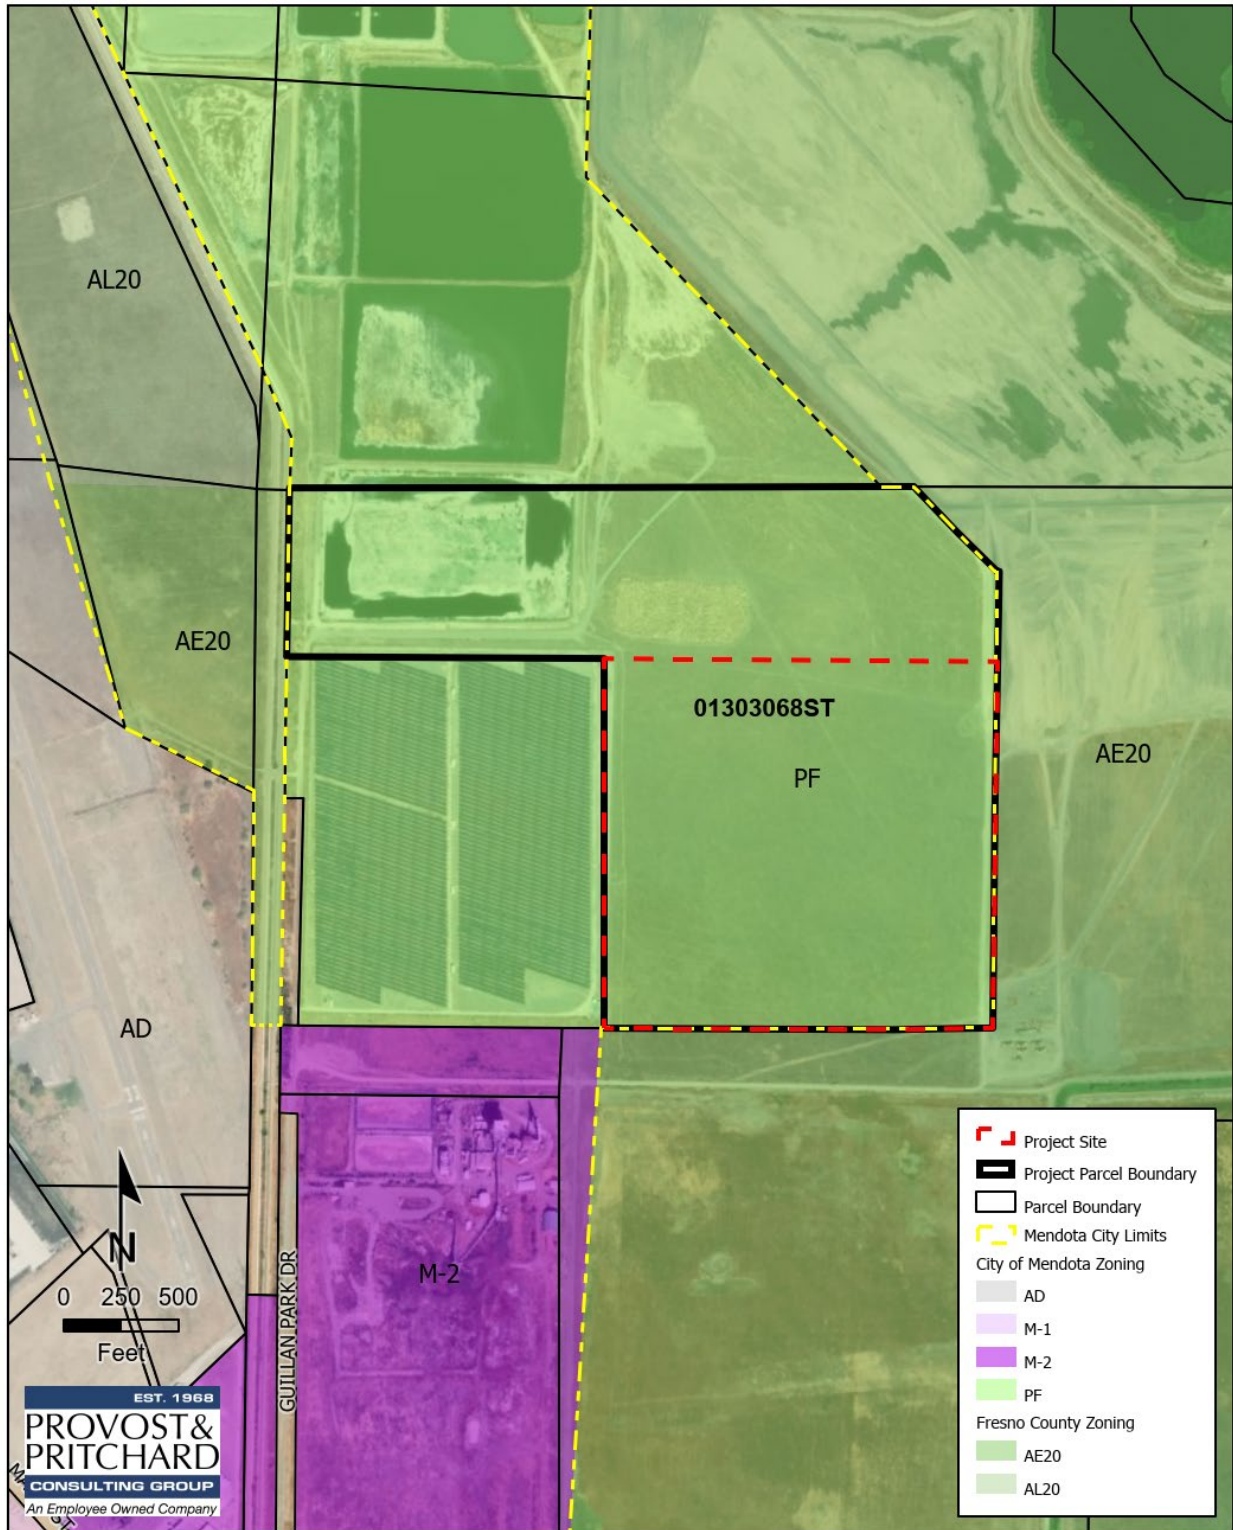 AL20
AE20
01303068ST
PF
AE20
AD
M-2
GUILLAN PARK DR
N
0 250 500
Feet
EST. 1968
PROVOST&
PRITCHARD
CONSULTING GROUP
An Employee Owned Company
Project Site
Project Parcel Boundary
Parcel Boundary
Mendota City Limits
City of Mendota Zoning
AD
M-1
M-2
PF
Fresno County Zoning
AE20
AL20